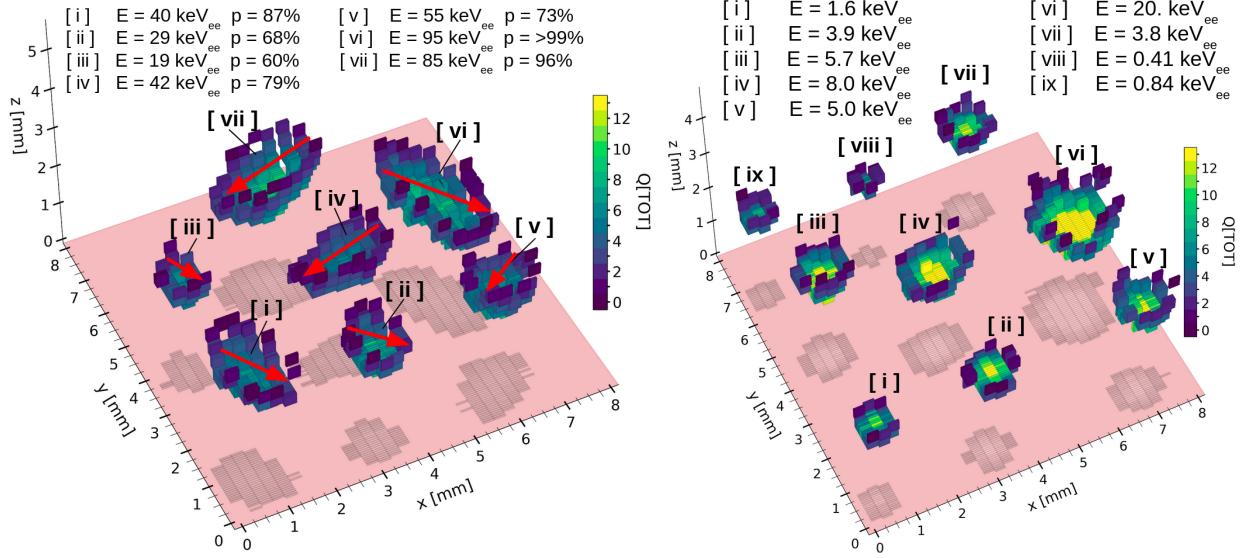 [ i ] E = 40 keVee p = 87%
[ ii ] E = 29 keVee p = 68%
[ iii ] E = 19 keVee p = 60%
[ iv ] E = 42 keVee p = 79%
[ v ] E = 55 keVee p = 73%
[ vi ] E = 95 keVee p = >99%
[ vii ] E = 85 keVee p = 96%
z [mm]
5
4
3
2
1
0
[ vii ]
[ vi ]
[ iv ]
[ iii ]
[ v ]
[ i ]
[ ii ]
12
10
8
6
4
2
0
Q[TOT]
8
7
6
5
4
3
2
1
0
y [mm]
0
1
2
3
4
5
6
7
8
x [mm]
[ i ] E = 1.6 keVee
[ ii ] E = 3.9 keVee
[ iii ] E = 5.7 keVee
[ iv ] E = 8.0 keVee
[ v ] E = 5.0 keVee
[ vi ] E = 20. keVee
[ vii ] E = 3.8 keVee
[ viii ] E = 0.41 keVee
[ ix ] E = 0.84 keVee
z [mm]
4
3
2
1
0
[ vii ]
[ viii ]
[ vi ]
[ ix ]
[ iii ]
[ iv ]
[ v ]
[ ii ]
[ i ]
12
10
8
6
4
2
0
Q[TOT]
8
7
6
5
4
3
2
1
0
y [mm]
0
1
2
3
4
5
6
7
8
x [mm]